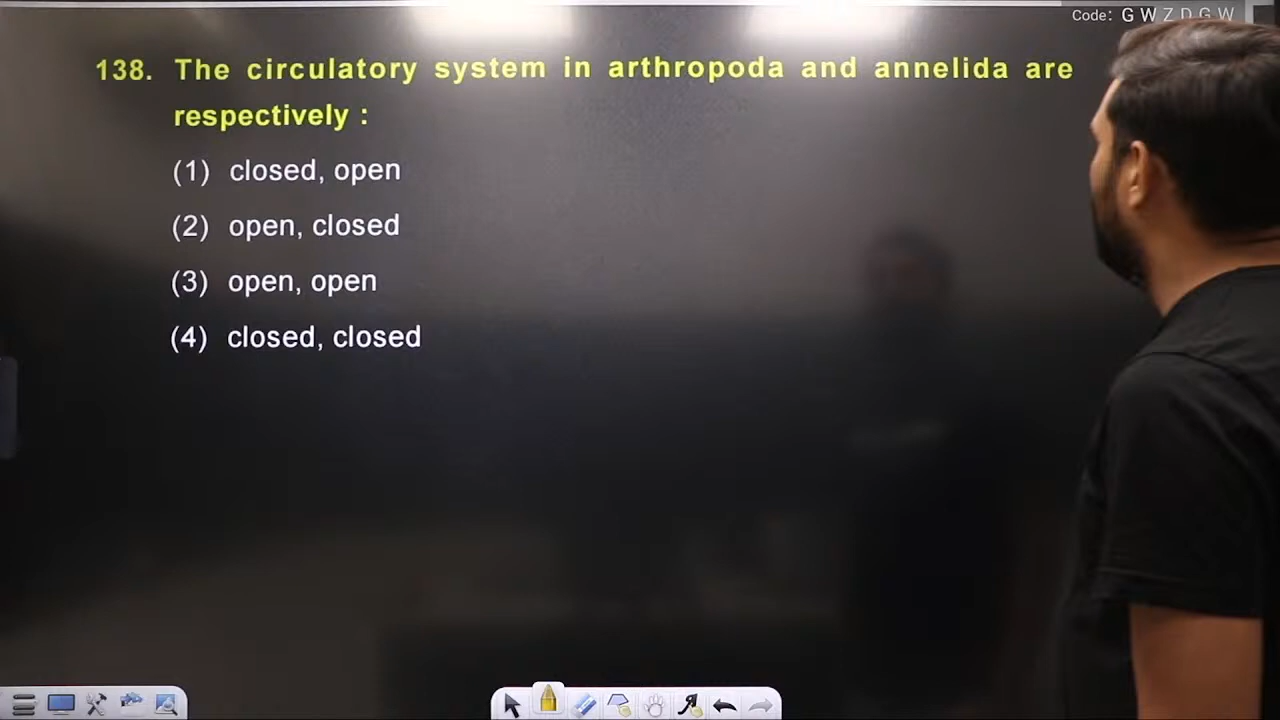 Code: G W Z D G W
138. The circulatory system in arthropoda and annelida are
respectively :
(1) closed, open
(2) open, closed
(3) open, open
(4) closed, closed